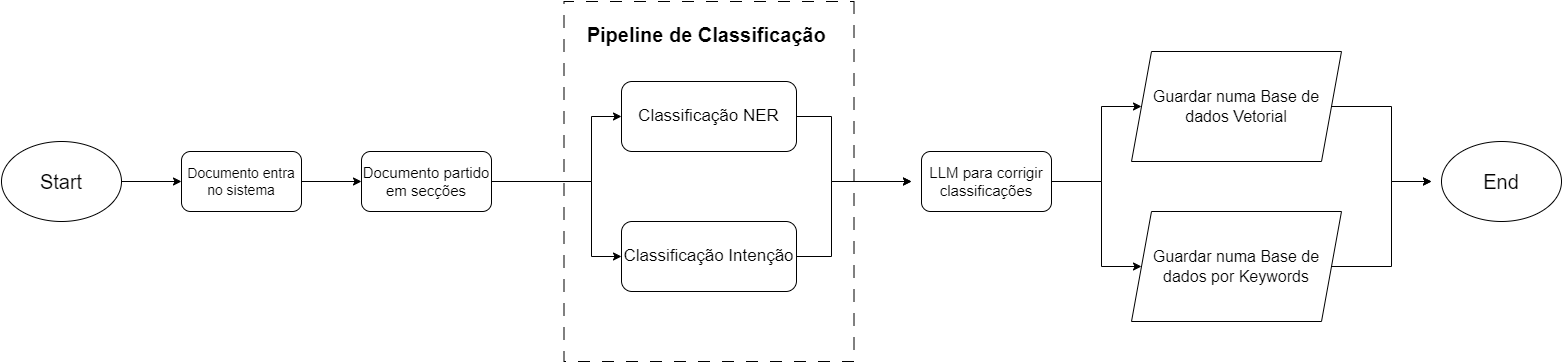 Start
Documento entra
no sistema
Documento partido
em secções
Pipeline de Classificação
Classificação NER
Classificação Intenção
LLM para corrigir
classificações
Guardar numa Base de
dados Vetorial
Guardar numa Base de
dados por Keywords
End